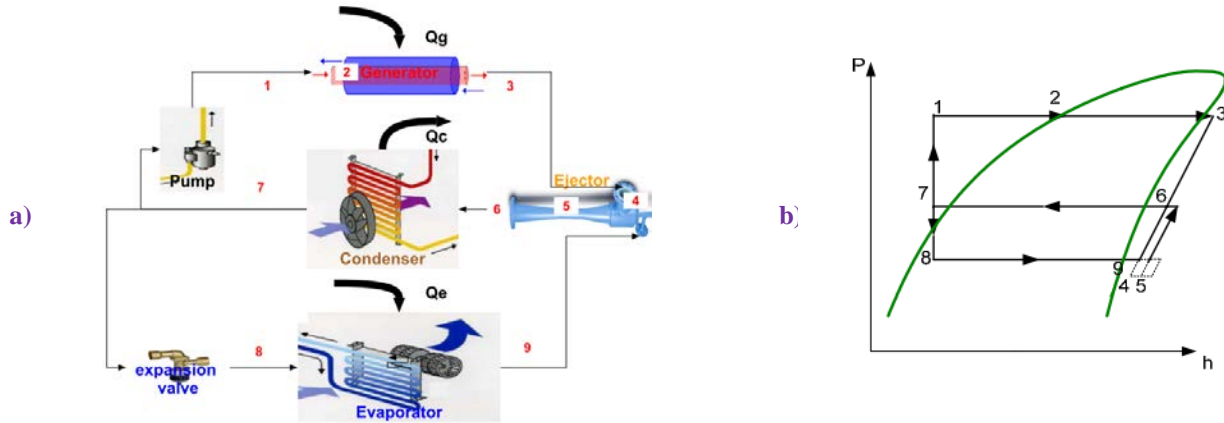 a)
Qg
2
Generator
1
3
Qc
Pump
7
Ejector
4
5
6
Condenser
Qe
8
9
expansion
valve
Evaporator
b)
P
1
2
3
7
6
8
9
4
5
h